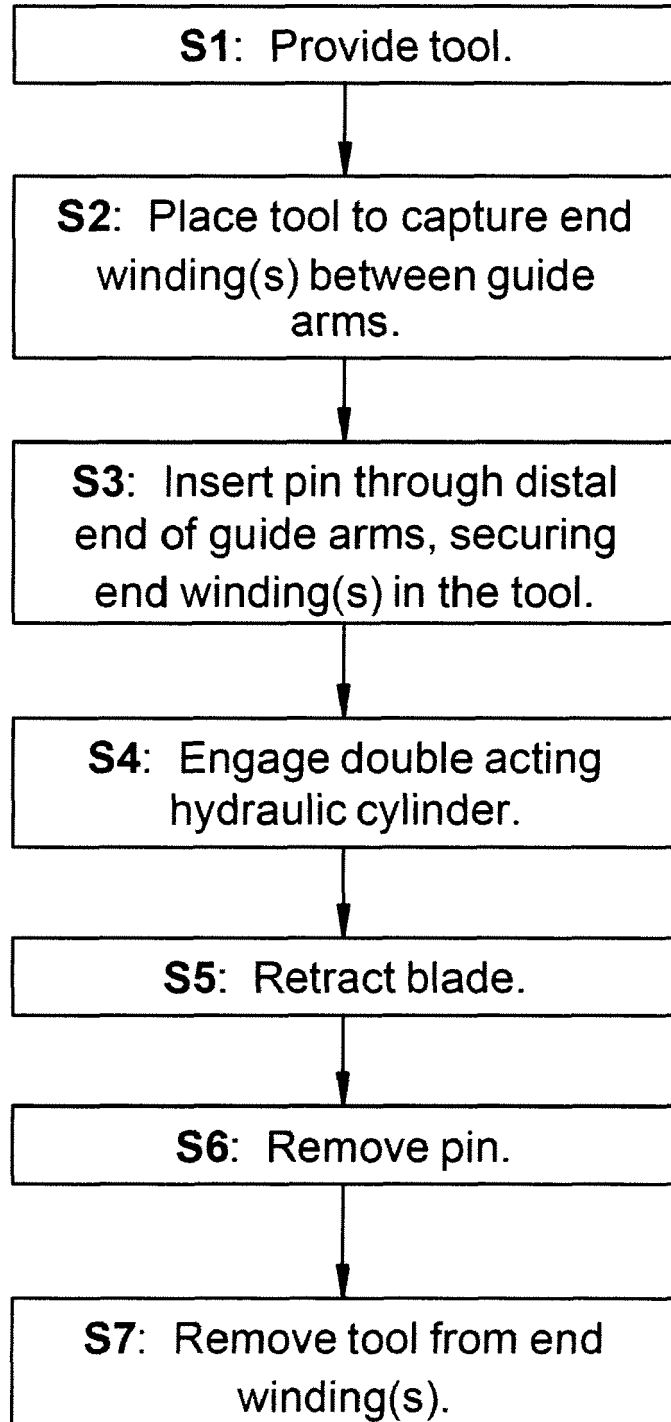 S1: Provide tool.
S2: Place tool to capture end
winding(s) between guide
arms.
S3: Insert pin through distal
end of guide arms, securing
end winding(s) in the tool.
S4: Engage double acting
hydraulic cylinder.
S5: Retract blade.
S6: Remove pin.
S7: Remove tool from end
winding(s).